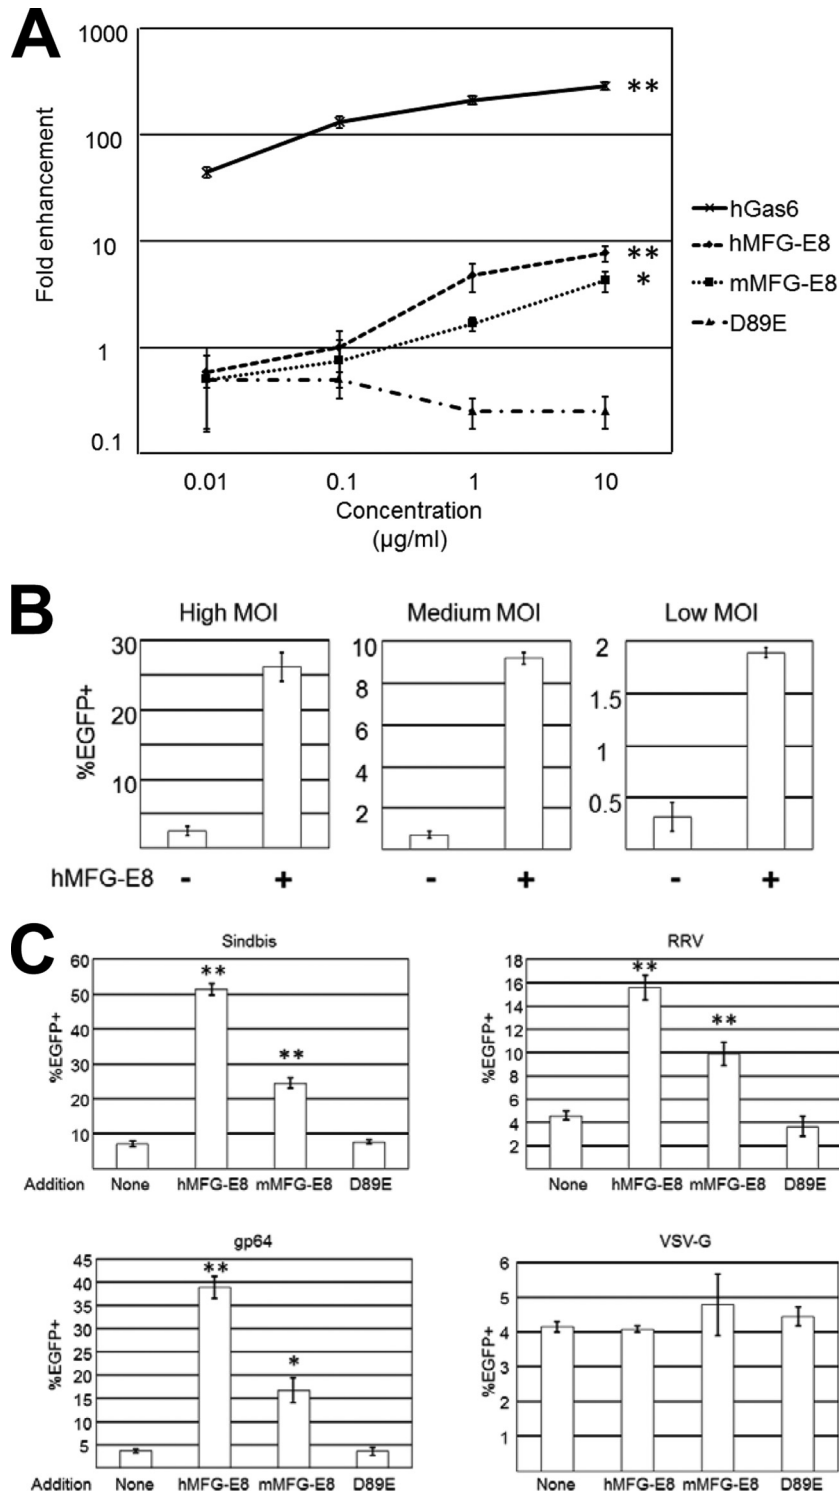 A
1000
100
10
1
0.1
Fold enhancement
**
**
*
0.01 0.1 1 10
Concentration
(µg/ml)
hGas6
hMFG-E8
mMFG-E8
D89E
B
High MOI Medium MOI Low MOI
%EGFP+
30
20
10
10
8
6
4
2
2
1.5
1
0.5
hMFG-E8 - + - + - +
C
Sindbis
%EGFP+
60
50
40
30
20
10
**
**
Addition None hMFG-E8 mMFG-E8 D89E
RRV
%EGFP+
18
16
14
12
10
8
6
4
2
**
**
None hMFG-E8 mMFG-E8 D89E
gp64
%EGFP+
45
40
35
30
25
20
15
10
5
**
*
Addition None hMFG-E8 mMFG-E8 D89E
VSV-G
%EGFP+
6
5
4
3
2
1
None hMFG-E8 mMFG-E8 D89E